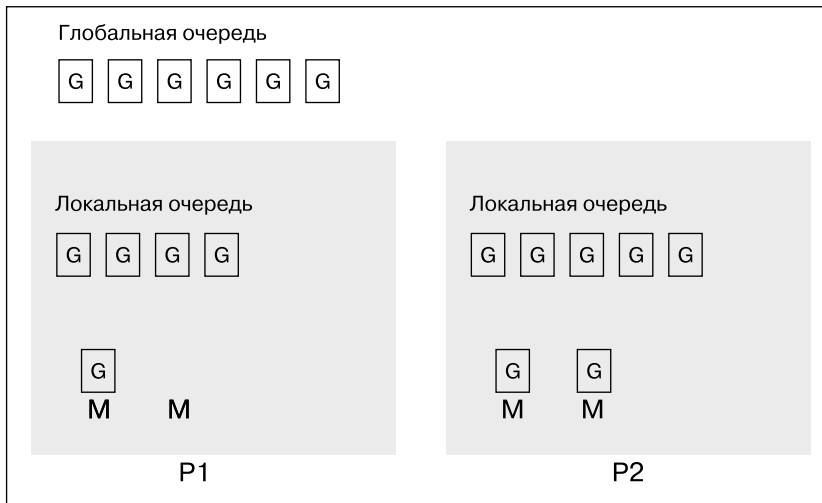 Глобальная очередь
G G G G G G
Локальная очередь
G G G G
G
M M
P1
Локальная очередь
G G G G G
G G
M M
P2